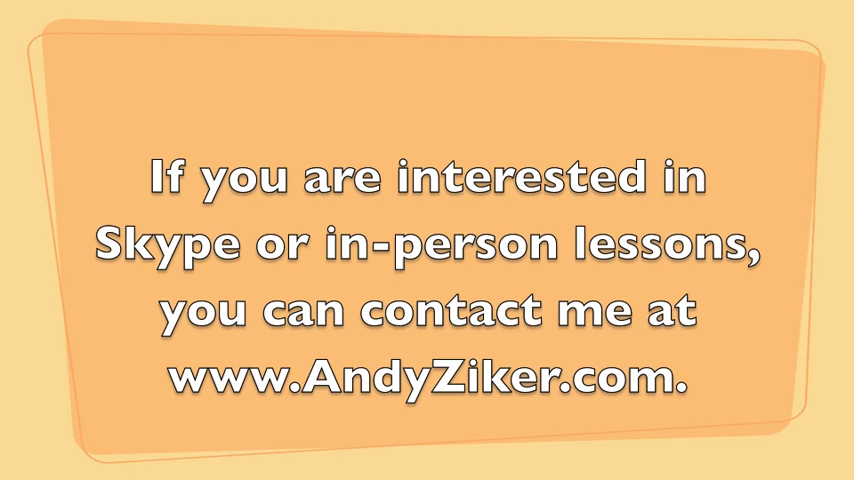 If you are interested in
Skype or in-person lessons,
you can contact me at
www.AndyZiker.com.